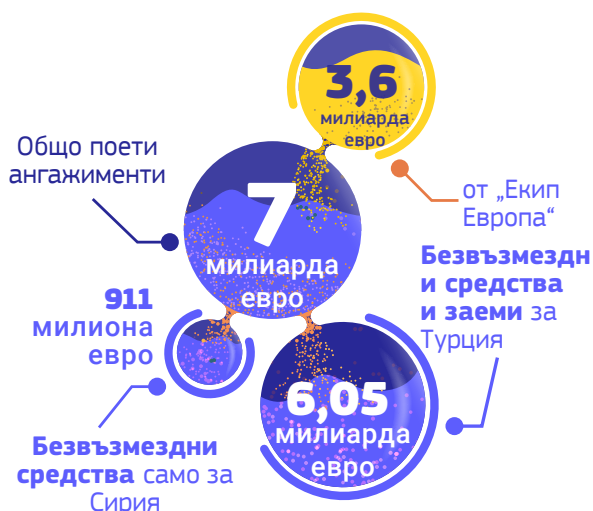 3,6
милиарда
евро
от „Екип
Европа“
Общо поети
ангажименти
7
милиарда
евро
Безвъзмездн
и средства
и заеми за
Турция
911
милиона
евро
6,05
милиарда
евро
Безвъзмездни
средства само за
Сирия